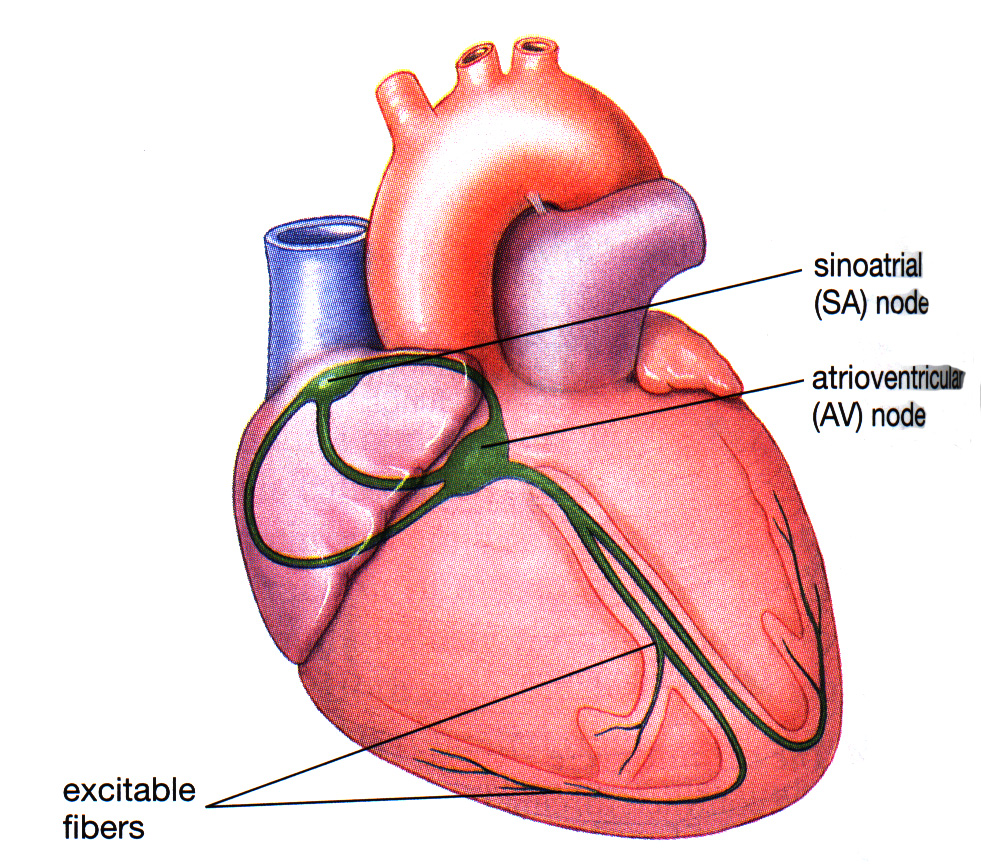 sinoatrial
(SA) node
atrioventricular
(AV) node
excitable
fibers